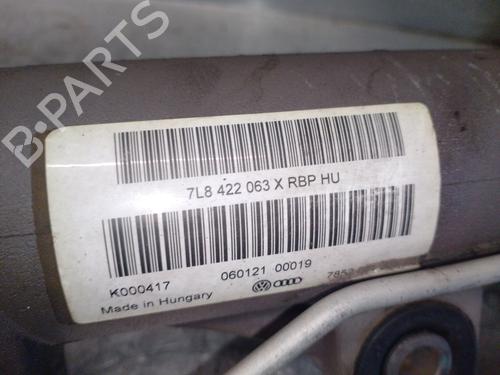 B-PARTS
7L8 422 063 X RBP HU
060121 00019
K000417
Made in Hungary